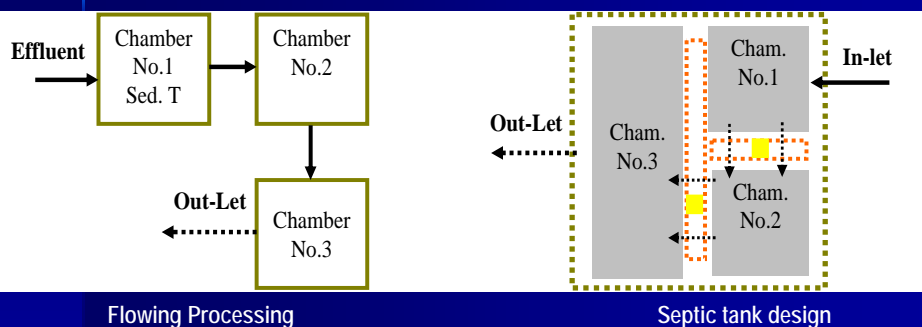 Effluent
Chamber
No.1
Sed. T
Chamber
No.2
Out-Let
Chamber
No.3
Flowing Processing
Cham.
No.1
In-let
Out-Let
Cham.
No.3
Cham.
No.2
Septic tank design